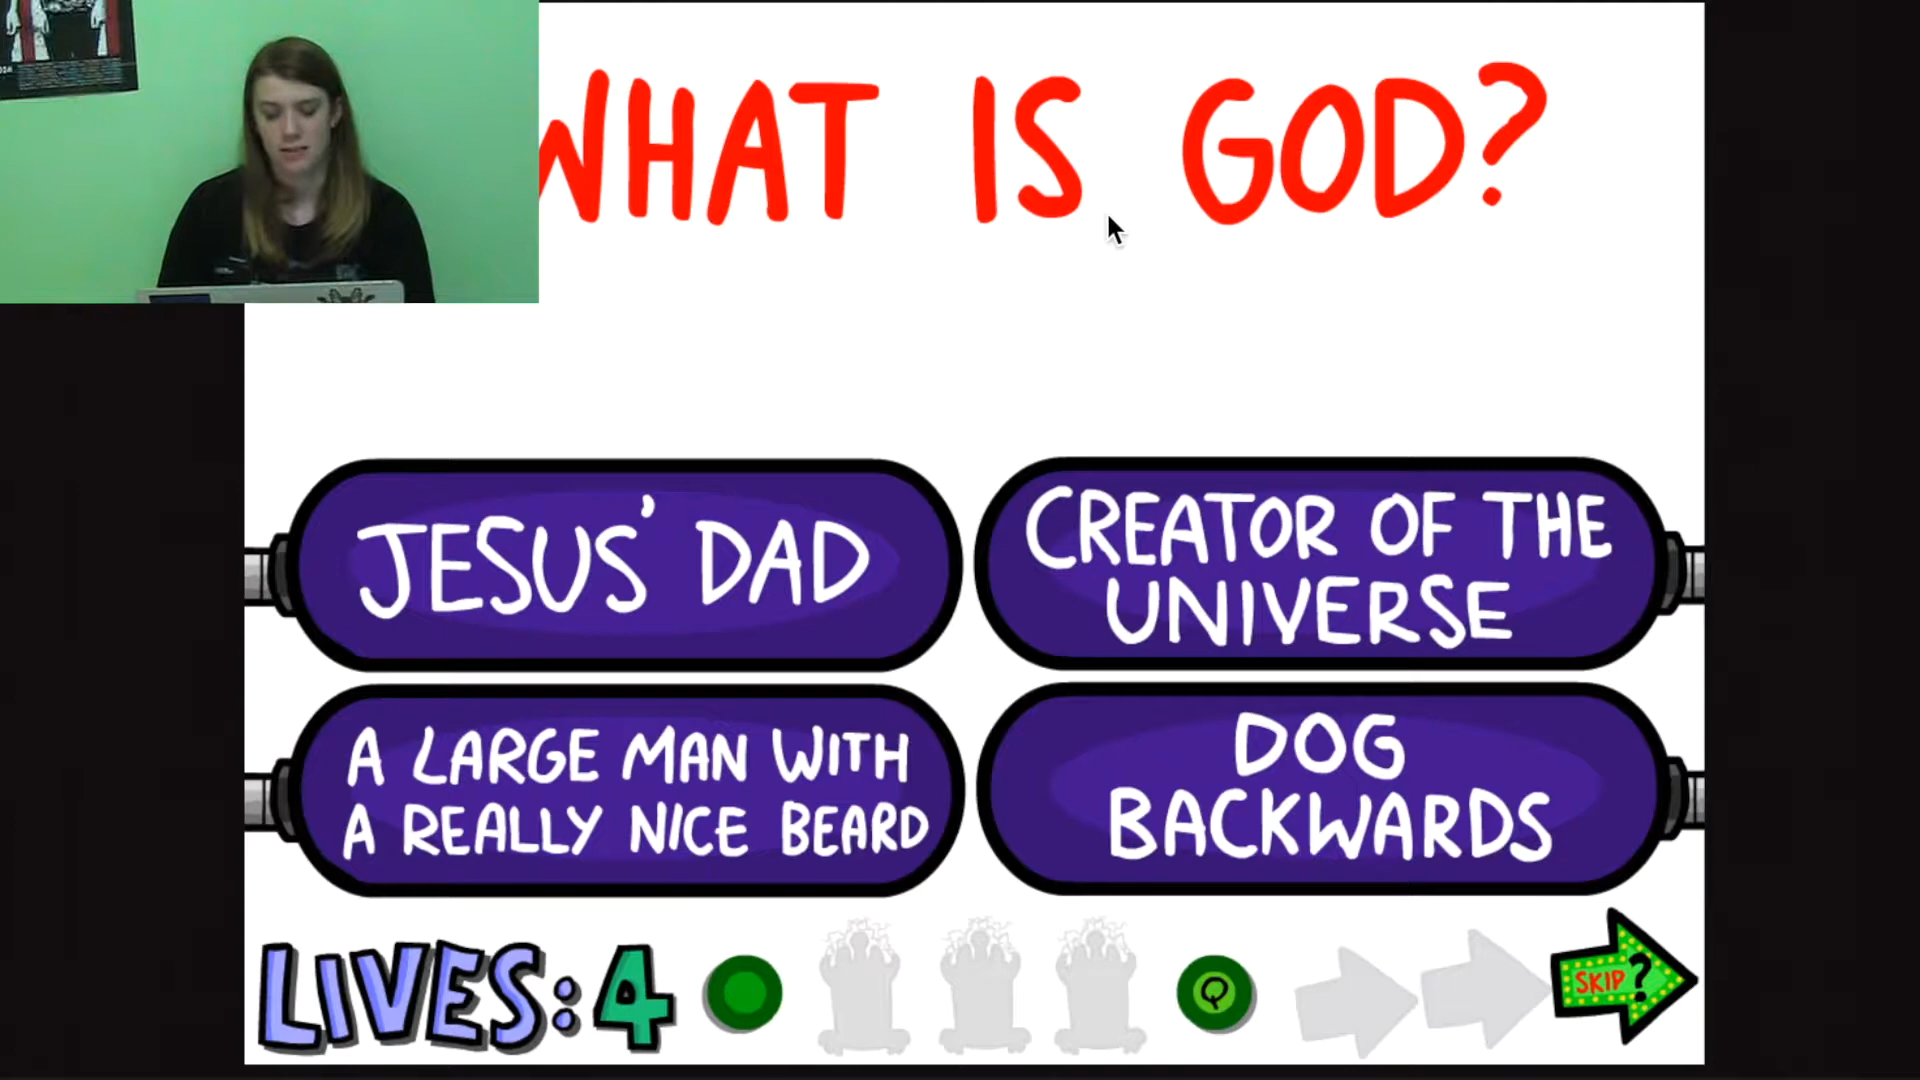 WHAT IS GOD?
JESUS' DAD
CREATOR OF THE
UNIVERSE
A LARGE MAN WITH
A REALLY NICE BEARD
DOG
BACKWARDS
LIVES: 4
Q
SKIP?